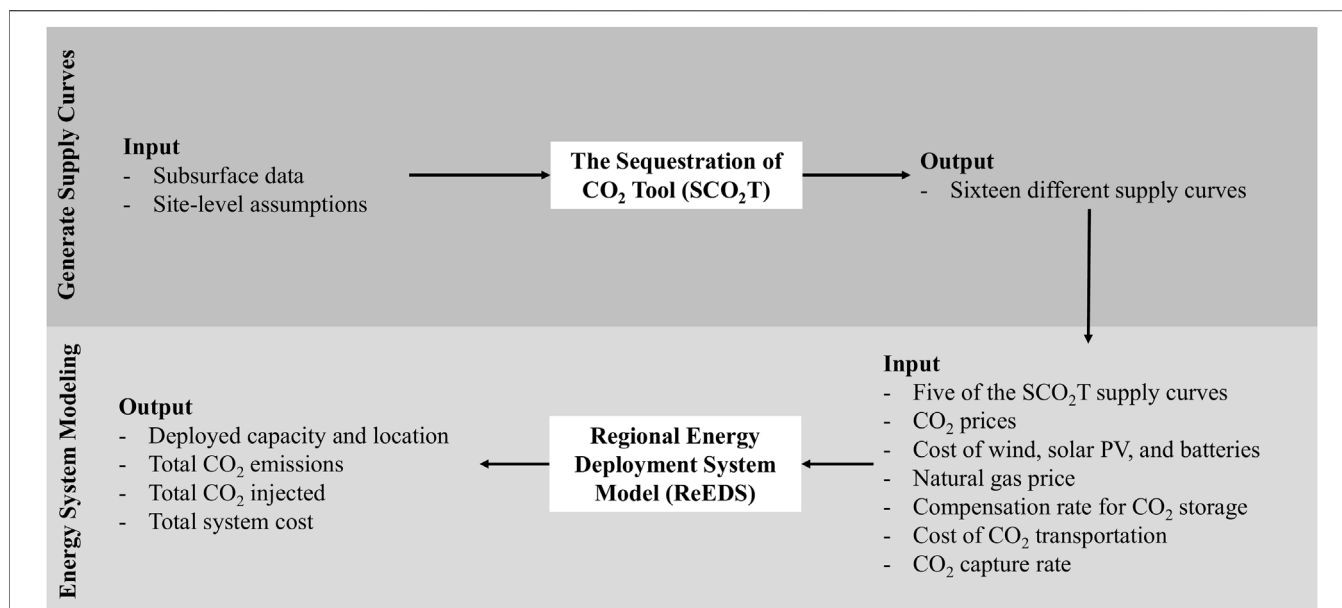 Generate Supply Curves
Input
- Subsurface data
- Site-level assumptions
The Sequestration of
CO₂ Tool (SCO₂T)
Output
- Sixteen different supply curves
Energy System Modeling
Input
- Five of the SCO₂T supply curves
- CO₂ prices
- Cost of wind, solar PV, and batteries
- Natural gas price
- Compensation rate for CO₂ storage
- Cost of CO₂ transportation
- CO₂ capture rate
Regional Energy
Deployment System
Model (ReEDS)
Output
- Deployed capacity and location
- Total CO₂ emissions
- Total CO₂ injected
- Total system cost